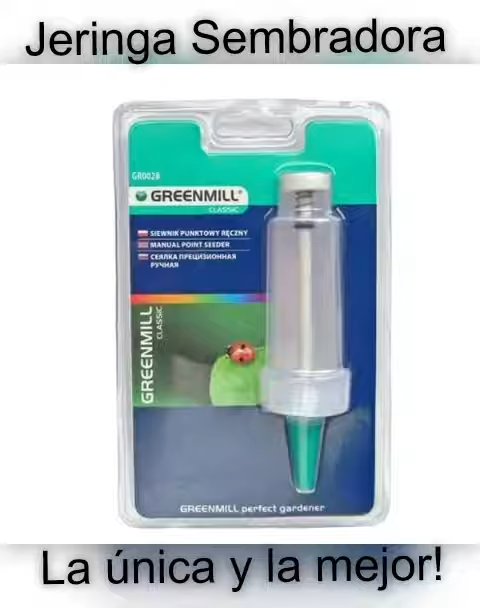 Jeringa Sembradora
GR0028
GREENMILL®
CLASSIC
SIEWNIK PUNKTOWY RĘCZNY
MANUAL POINT SEEDER
СЕЯЛКА ПРЕЦИЗИОННАЯ
РУЧНАЯ
GREENMILL
CLASSIC
GREENMILL perfect gardener
La única y la mejor!